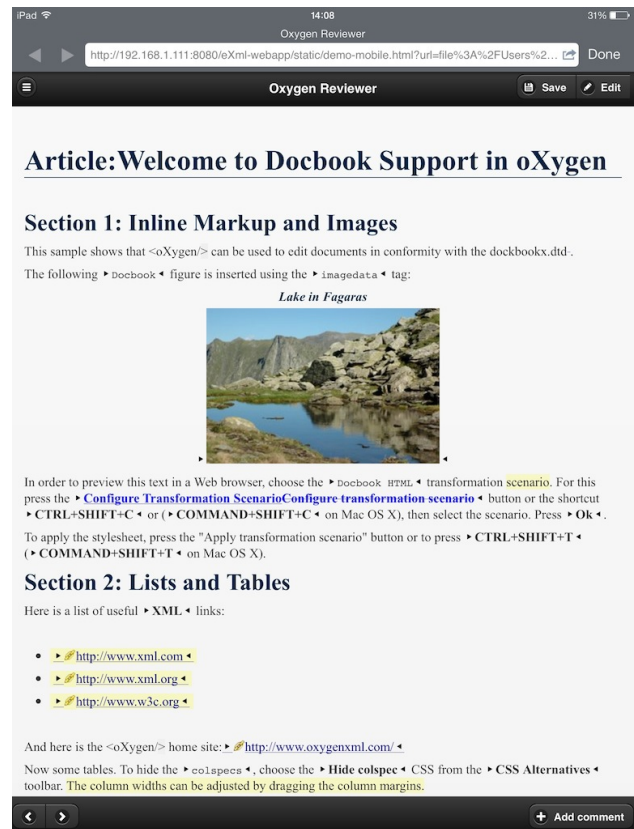 iPad 14:08 31%
Oxygen Reviewer
http://192.168.1.111:8080/eXml-webapp/static/demo-mobile.html?url=file%3A%2FUsers%2... Done
Oxygen Reviewer Save Edit
Article:Welcome to Docbook Support in oXygen
Section 1: Inline Markup and Images
This sample shows that <oXygen/> can be used to edit documents in conformity with the dockbookx.dtd .
The following Docbook figure is inserted using the imagedata tag:
Lake in Fagaras
In order to preview this text in a Web browser, choose the Docbook HTML transformation scenario. For this
press the Configure Transformation ScenarioConfigure transformation scenario button or the shortcut
CTRL+SHIFT+C or ( COMMAND+SHIFT+C on Mac OS X), then select the scenario. Press Ok .
To apply the stylesheet, press the "Apply transformation scenario" button or to press CTRL+SHIFT+T
( COMMAND+SHIFT+T on Mac OS X).
Section 2: Lists and Tables
Here is a list of useful XML links:
http://www.xml.com
http://www.xml.org
http://www.w3c.org
And here is the <oXygen/> home site: http://www.oxygenxml.com/
Now some tables. To hide the colspecs , choose the Hide colspec CSS from the CSS Alternatives
toolbar. The column widths can be adjusted by dragging the column margins.
Add comment